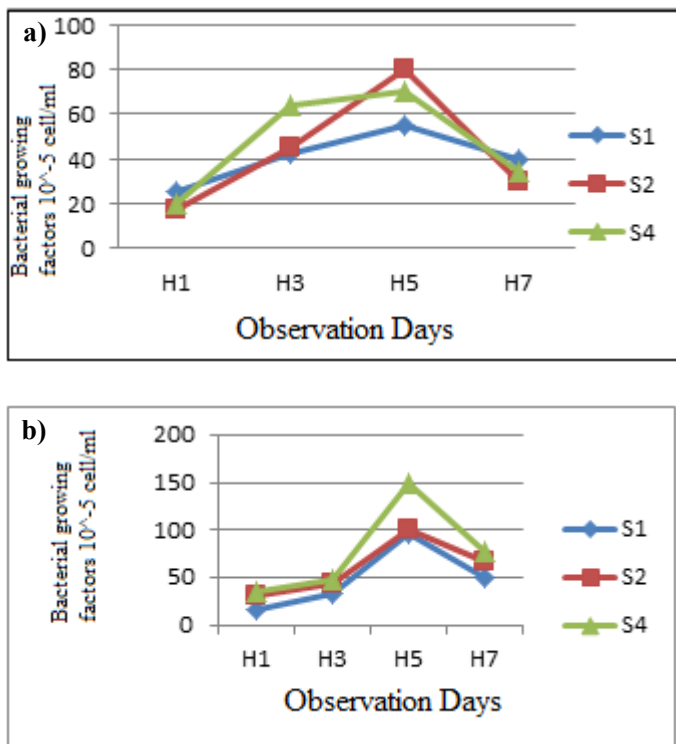 a)
Bacterial growing
factors 10^-5 cell/ml
100
80
60
40
20
0
H1 H3 H5 H7
Observation Days
S1
S2
S4
b)
Bacterial growing
factors 10^-5 cell/ml
200
150
100
50
0
H1 H3 H5 H7
Observation Days
S1
S2
S4